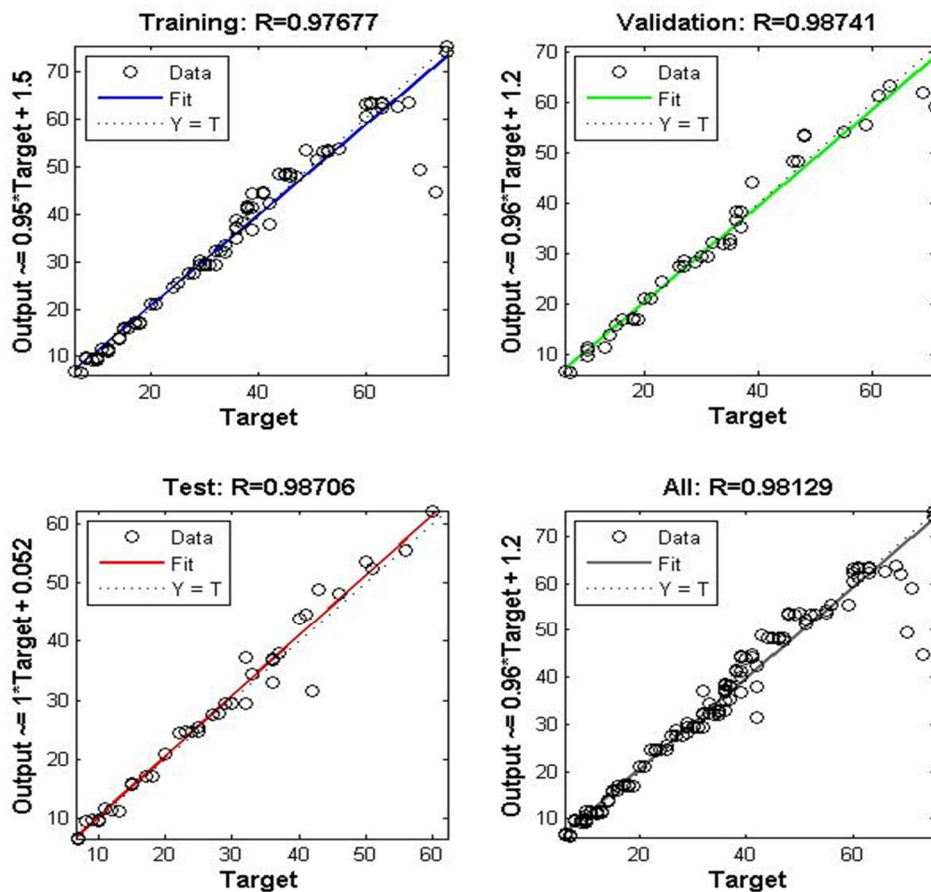 Training: R=0.97677
Output ~= 0.95*Target + 1.5
Data
Fit
Y = T
70
60
50
40
30
20
10
20
40
60
Target
Validation: R=0.98741
Output ~= 0.96*Target + 1.2
Data
Fit
Y = T
70
60
50
40
30
20
10
20
40
60
Target
Test: R=0.98706
Output ~= 1*Target + 0.052
Data
Fit
Y = T
60
50
40
30
20
10
10
20
30
40
50
60
Target
All: R=0.98129
Output ~= 0.96*Target + 1.2
Data
Fit
Y = T
70
60
50
40
30
20
10
20
40
60
Target